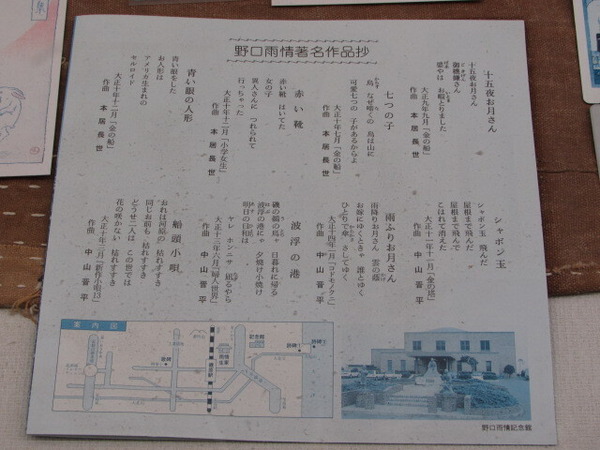 野口雨情著名作品抄
十五夜お月さん
十五夜お月さん
御機嫌さん
婆やは お暇とりました
大正九年九月「金の船」
作曲 本居長世
七つの子
烏 なぜ啼くの 烏は山に
可愛七つの 子があるからよ
大正十年七月「金の船」
作曲 本居長世
赤い靴
赤い靴 はいてた
女の子
異人さんに つれられて
行っちゃった
大正十年十二月「小学女生」
作曲 本居長世
青い眼の人形
青い眼をした
お人形は
アメリカ生まれの
セルロイド
大正十年十二月「金の船」
作曲 本居長世
シャボン玉
シャボン玉 飛んだ
屋根まで飛んだ
屋根まで飛んで
こはれて消えた
大正十一年十一月「金の塔」
作曲 中山晋平
雨ふりお月さん
雨降りお月さん 雲の蔭
お嫁にゆくときゃ 誰とゆく
ひとりで傘 さしてゆく
大正十四年一月「コドモノクニ」
作曲 中山晋平
波浮の港
磯の鵜の鳥ゃ 日暮れに帰る
波浮の港にゃ 夕焼け小焼け
明日の日和は
ヤレ ホンニサ 凪るやら
大正十三年六月「婦人世界」
作曲 中山晋平
船頭小唄
おれは河原の 枯れすすき
同じお前も 枯れすすき
どうせ二人は この世では
花の咲かない 枯れすすき
大正十年三月「新作小唄13」
作曲 中山晋平
案内図
野口雨情記念館